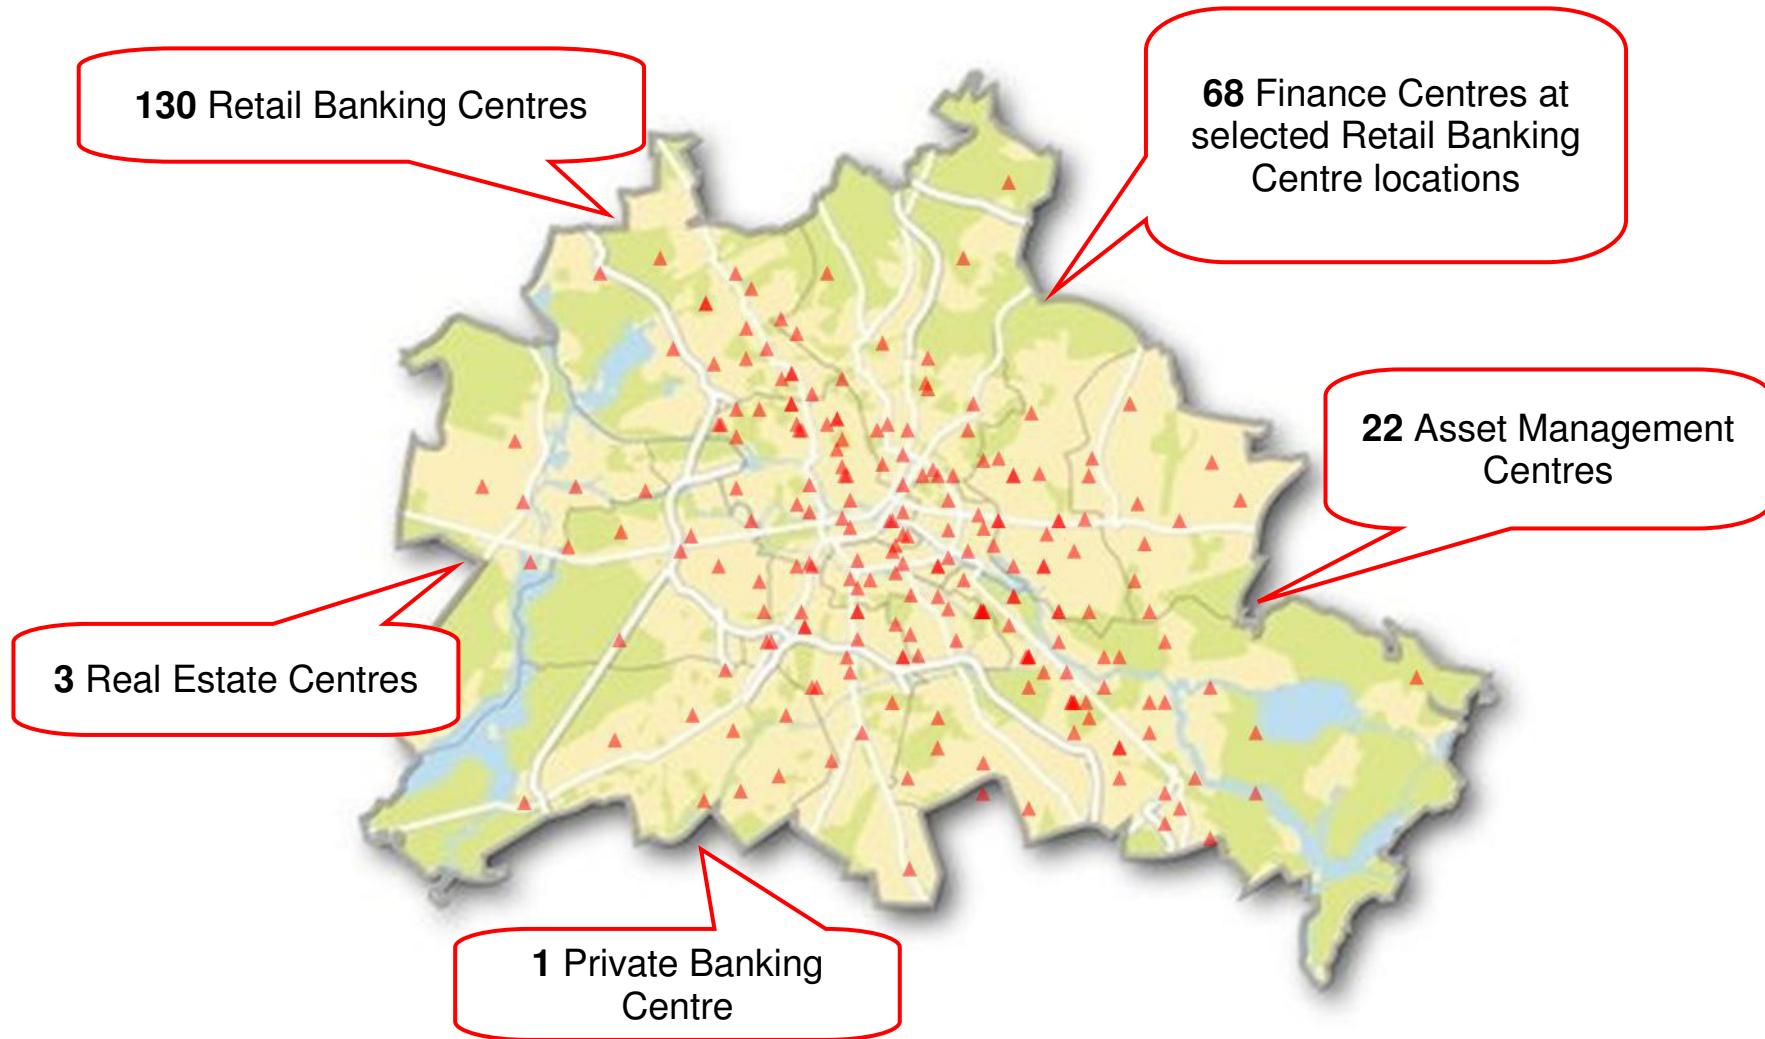 130 Retail Banking Centres
68 Finance Centres at
selected Retail Banking
Centre locations
22 Asset Management
Centres
3 Real Estate Centres
1 Private Banking
Centre